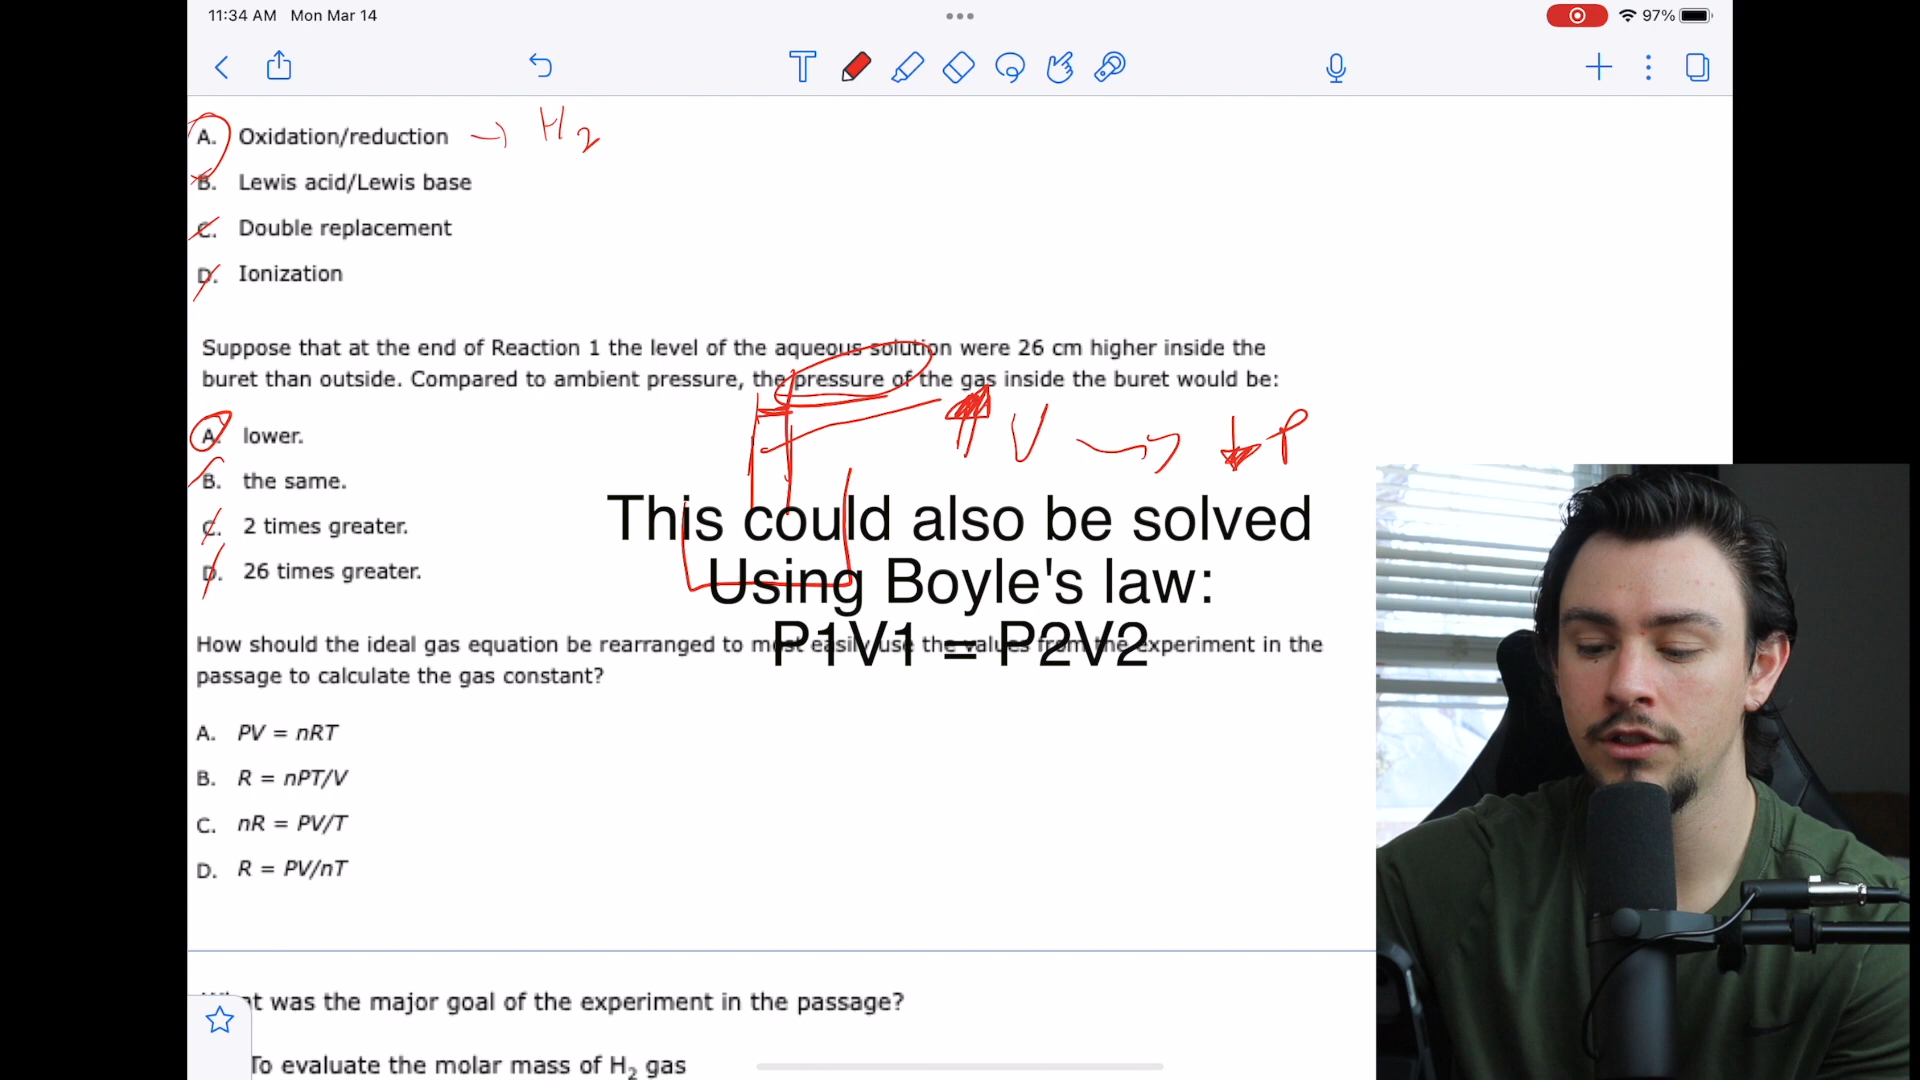 11:34 AM Mon Mar 14
97%
A. Oxidation/reduction → H2
B. Lewis acid/Lewis base
C. Double replacement
D. Ionization
Suppose that at the end of Reaction 1 the level of the aqueous solution were 26 cm higher inside the
buret than outside. Compared to ambient pressure, the pressure of the gas inside the buret would be:
A. lower.
↑ V → ↓ P
B. the same.
C. 2 times greater.
D. 26 times greater.
This could also be solved
Using Boyle's law:
P1V1 = P2V2
How should the ideal gas equation be rearranged to most easily use the values from the experiment in the
passage to calculate the gas constant?
A. PV = nRT
B. R = nPT/V
C. nR = PV/T
D. R = PV/nT
was the major goal of the experiment in the passage?
To evaluate the molar mass of H2 gas